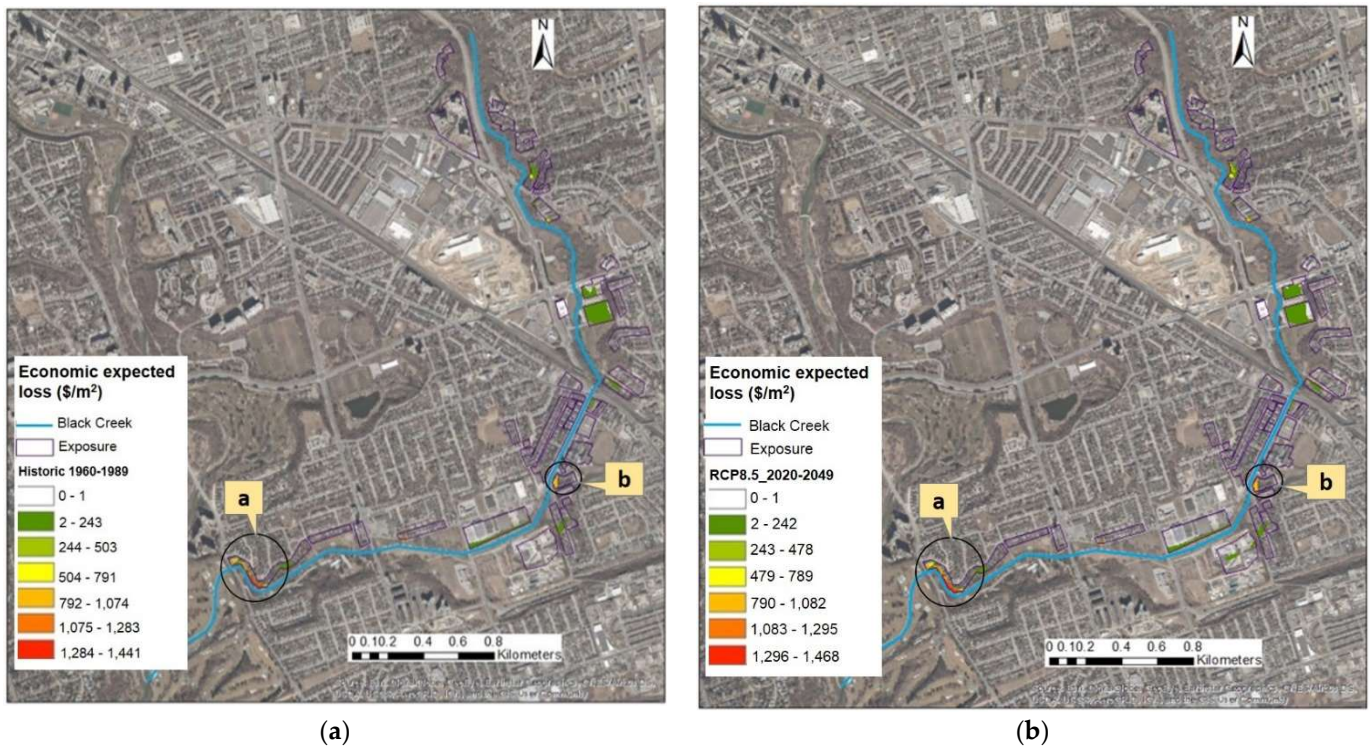 N
Economic expected
loss ($/m²)
Black Creek
Exposure
Historic 1960-1989
0 - 1
2 - 243
244 - 503
504 - 791
792 - 1,074
1,075 - 1,283
1,284 - 1,441
a
b
0 0.10.2 0.4 0.6 0.8
Kilometers
(a)
N
Economic expected
loss ($/m²)
Black Creek
Exposure
RCP8.5_2020-2049
0 - 1
2 - 242
243 - 478
479 - 789
790 - 1,082
1,083 - 1,295
1,296 - 1,468
a
b
0 0.10.2 0.4 0.6 0.8
Kilometers
(b)